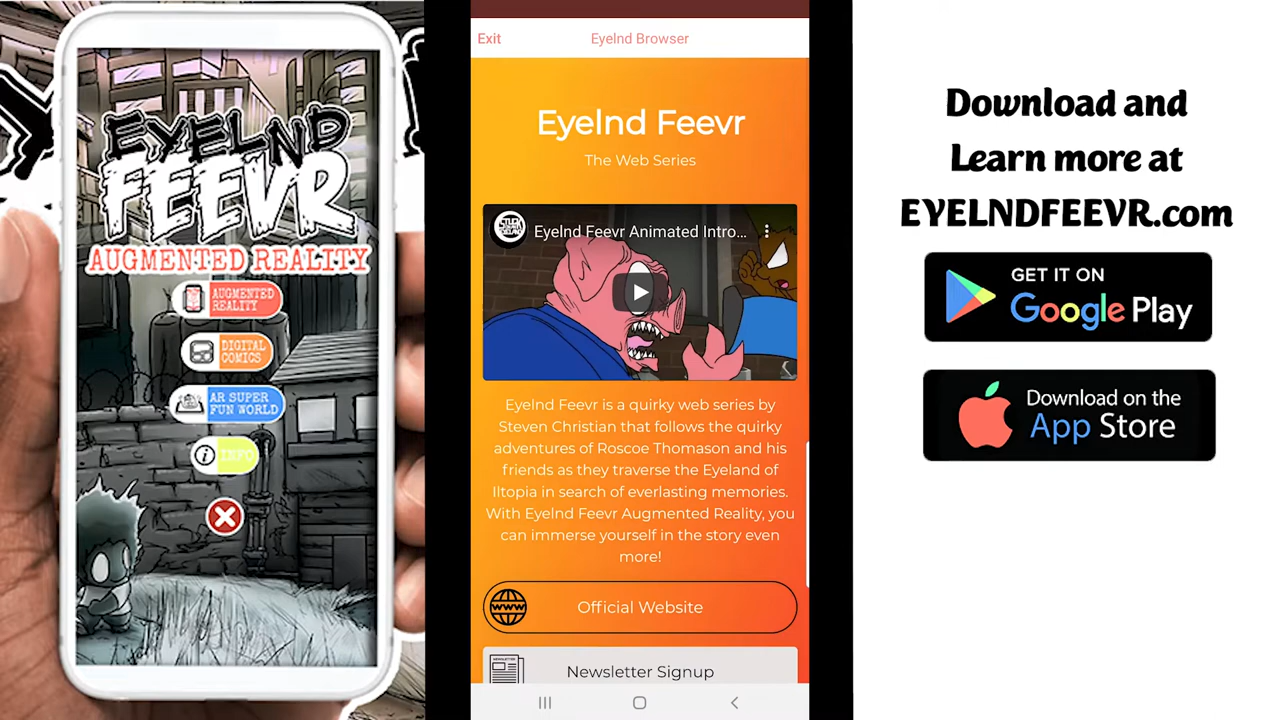 EYELND
FEEVR
AUGMENTED REALITY
AUGMENTED
REALITY
DIGITAL
COMICS
AR SUPER
FUN WORLD
INFO
Exit
Eyelnd Browser
Eyelnd Feevr
The Web Series
Eyelnd Feevr Animated Intro...
Eyelnd Feevr is a quirky web series by
Steven Christian that follows the quirky
adventures of Roscoe Thomason and his
friends as they traverse the Eyeland of
Iltopia in search of everlasting memories.
With Eyelnd Feevr Augmented Reality, you
can immerse yourself in the story even
more!
WWW
Official Website
NEWSLETTER
Newsletter Signup
Download and
Learn more at
EYELNDFEEVR.com
GET IT ON
Google Play
Download on the
App Store